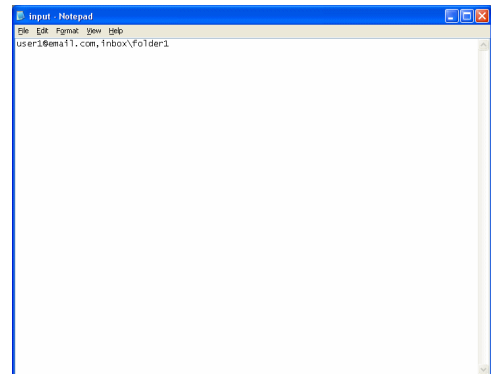 input - Notepad
File Edit Format View Help
user1@email.com,inbox\folder1